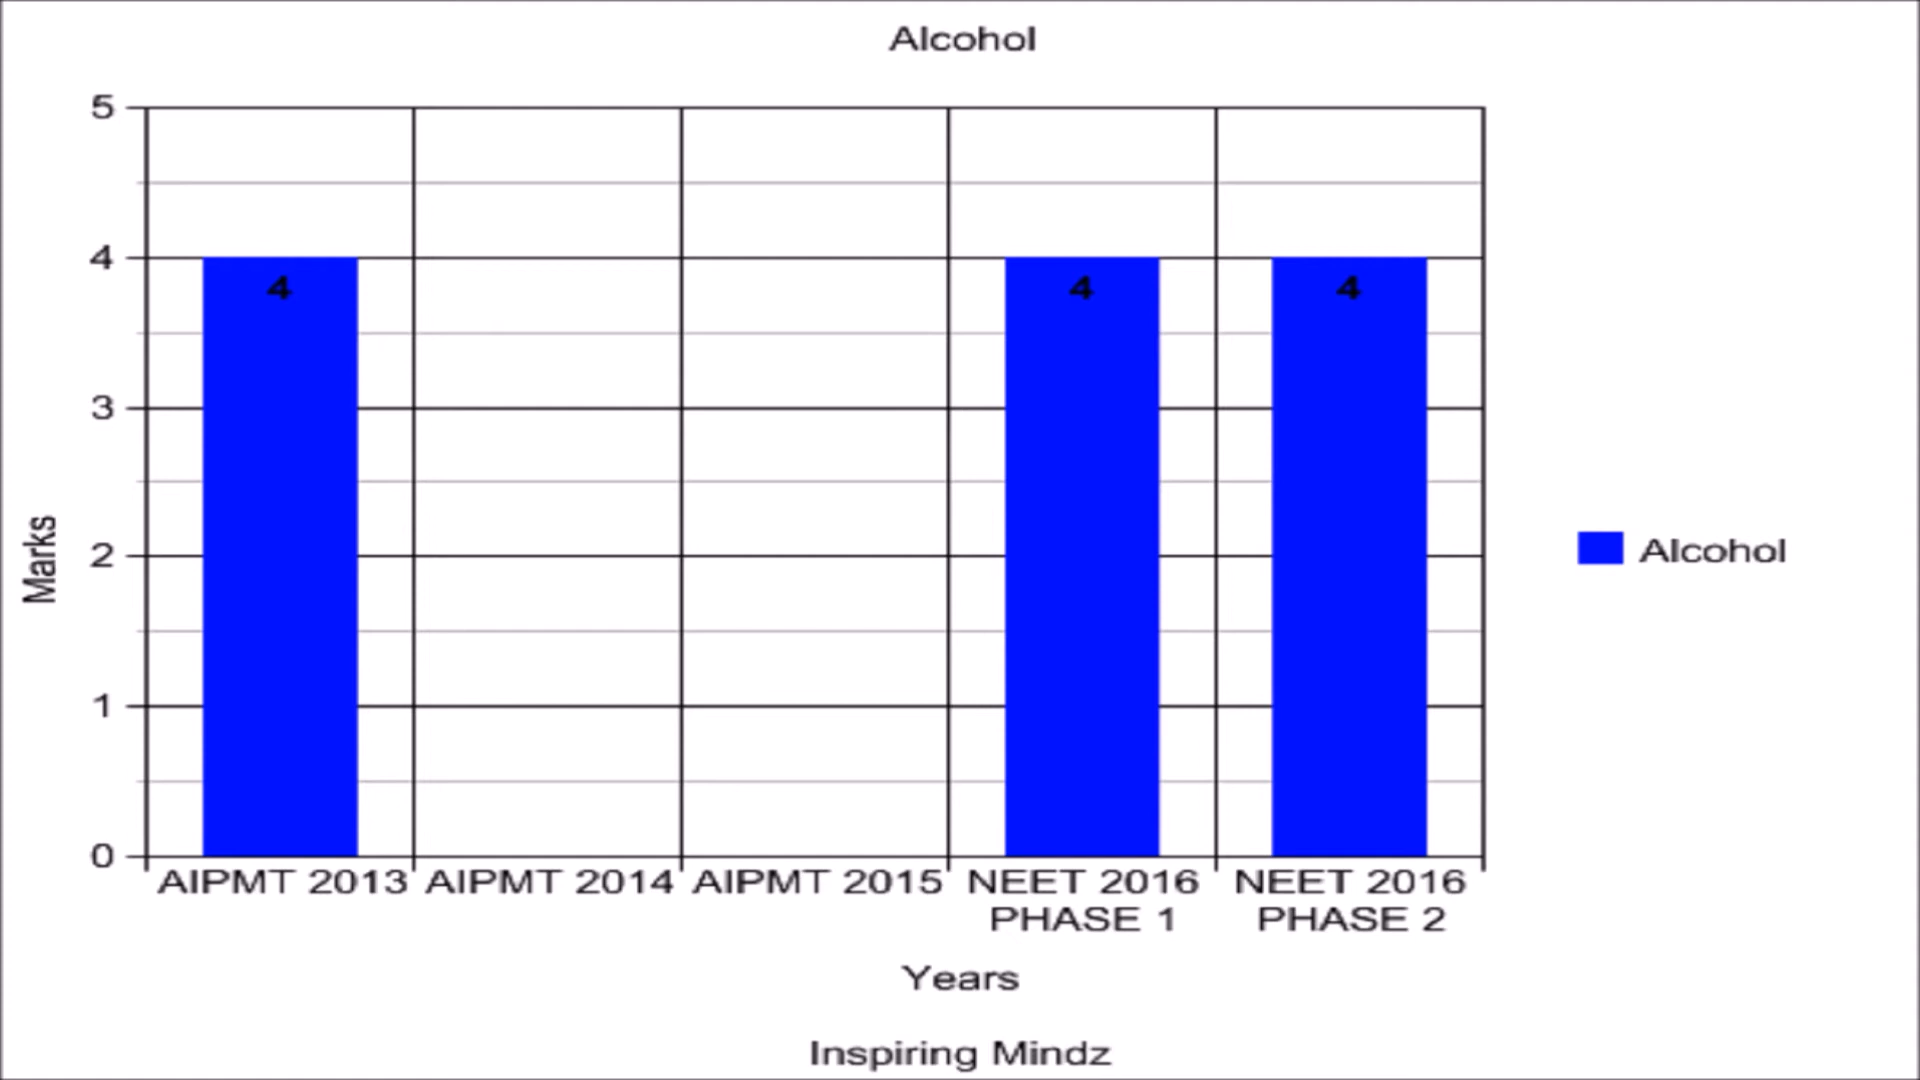 Alcohol
5
4
3
2
1
0
Marks
4
4
4
AIPMT 2013
AIPMT 2014
AIPMT 2015
NEET 2016
PHASE 1
NEET 2016
PHASE 2
Alcohol
Years
Inspiring Mindz